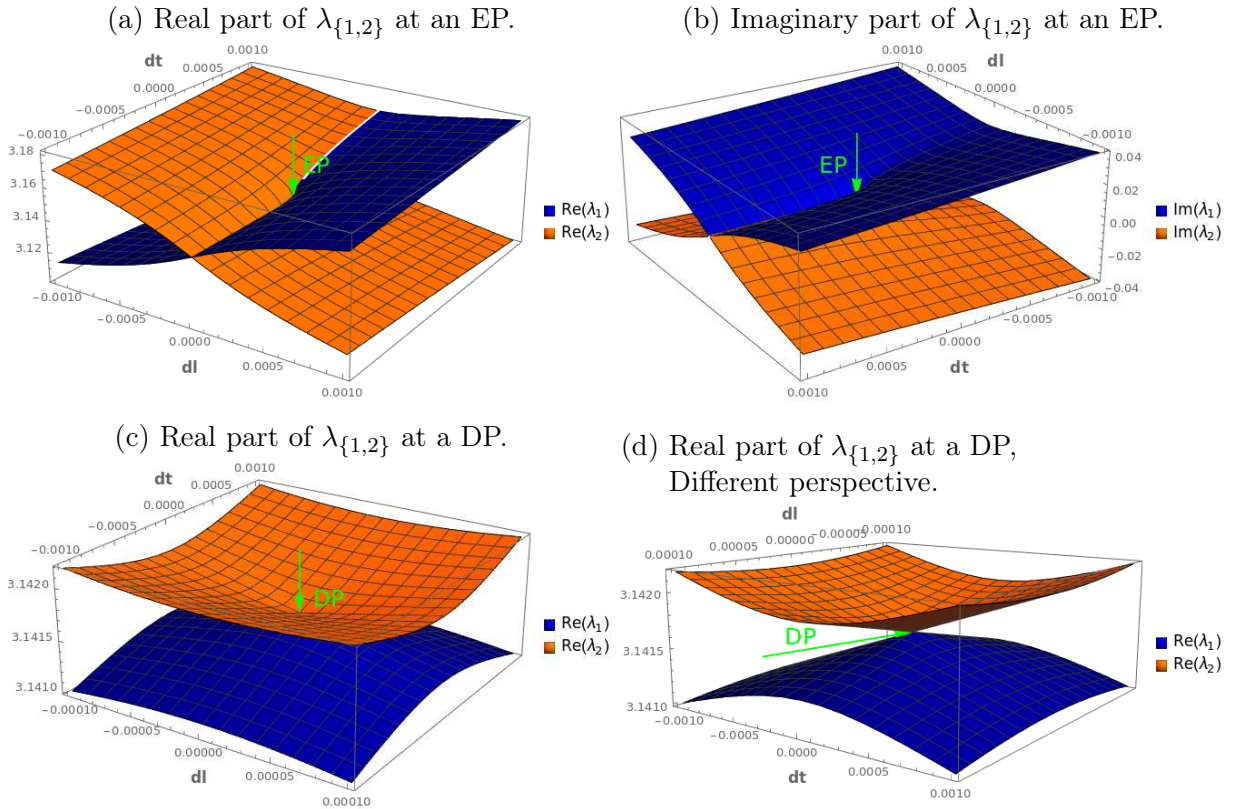 (a) Real part of λ{1,2} at an EP.
(b) Imaginary part of λ{1,2} at an EP.
dt
0.0010
0.0005
0.0000
−0.0005
−0.0010
3.18
3.16
3.14
3.12
−0.0010
−0.0005
0.0000
0.0005
0.0010
dl
EP
Re(λ1)
Re(λ2)
0.0010
0.0005
dl
0.0000
−0.0005
−0.0010
0.04
0.02
0.00
−0.02
−0.04
−0.0010
−0.0005
0.0000
0.0005
0.0010
dt
EP
Im(λ1)
Im(λ2)
(c) Real part of λ{1,2} at a DP.
(d) Real part of λ{1,2} at a DP,
Different perspective.
dt
0.0010
0.0005
0.0000
−0.0005
−0.0010
3.1420
3.1415
3.1410
−0.00010
−0.00005
0.00000
0.00005
0.00010
dl
DP
Re(λ1)
Re(λ2)
dl
−0.00010
−0.00005
0.00000
0.00005
0.00010
3.1420
3.1415
3.1410
−0.0010
−0.0005
0.0000
0.0005
0.0010
dt
DP
Re(λ1)
Re(λ2)